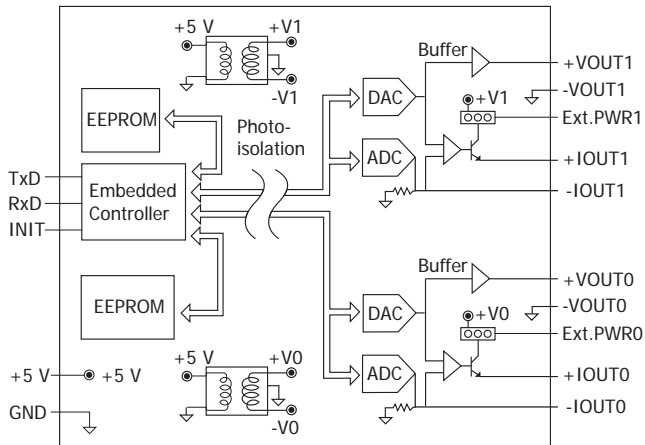 +5 V
+V1
-V1
EEPROM
Photo-
isolation
TxD
RxD
INIT
Embedded
Controller
EEPROM
+5 V
+5 V
GND
+5 V
+V0
-V0
Buffer
DAC
+V1
ADC
+VOUT1
-VOUT1
Ext.PWR1
+IOUT1
-IOUT1
Buffer
DAC
+V0
ADC
+VOUT0
-VOUT0
Ext.PWR0
+IOUT0
-IOUT0